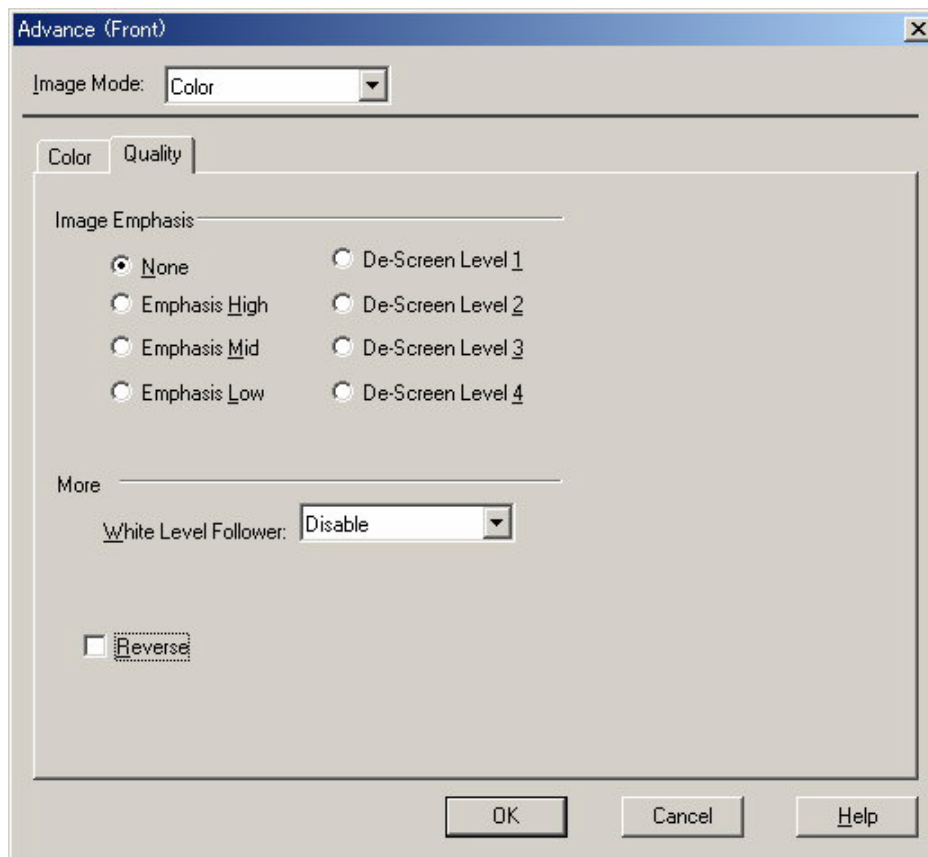 Advance (Front)
Image Mode: Color
Color Quality
Image Emphasis
None De-Screen Level 1
Emphasis High De-Screen Level 2
Emphasis Mid De-Screen Level 3
Emphasis Low De-Screen Level 4
More
White Level Follower: Disable
Reverse
OK Cancel Help